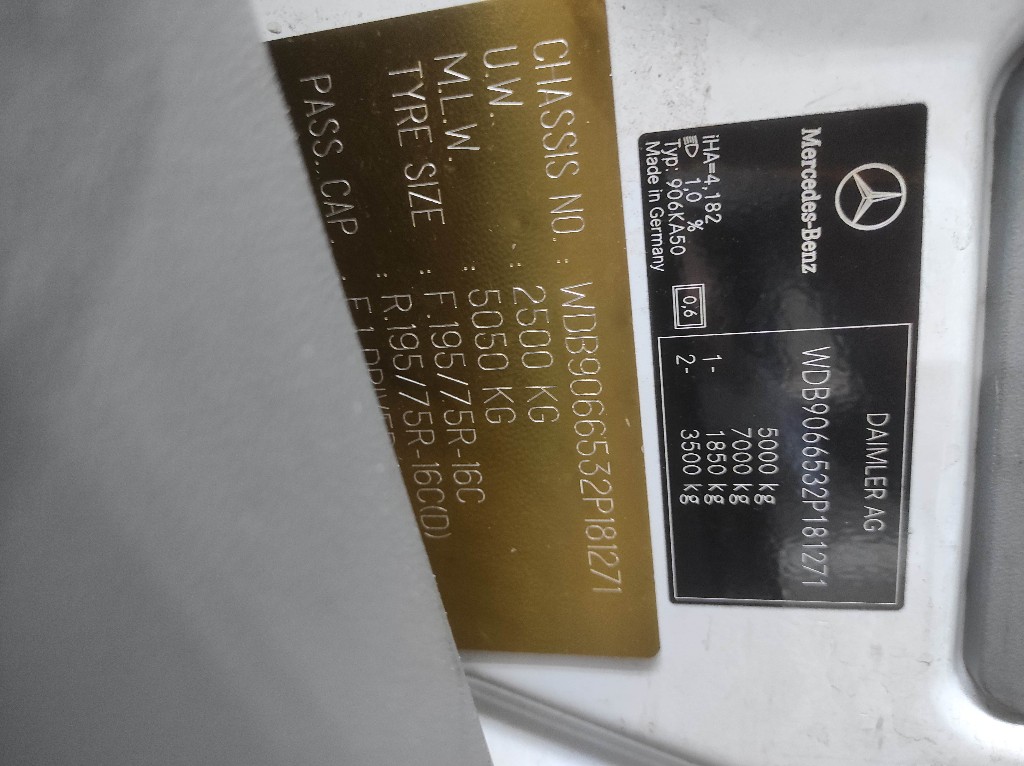 DAIMLER AG
WDB9066532P181271
5000 kg
7000 kg
1- 1850 kg
2- 3500 kg
Mercedes-Benz
iHA=4,182
1,0 %
Typ: 906KA50
Made in Germany
0,6
CHASSIS NO. : WDB9066532P181271
U.W. : 2500 KG
M.L.W. : 5050 KG
TYRE SIZE : F.195/75R-16C
: R.195/75R-16C(D)
PASS. CAP.